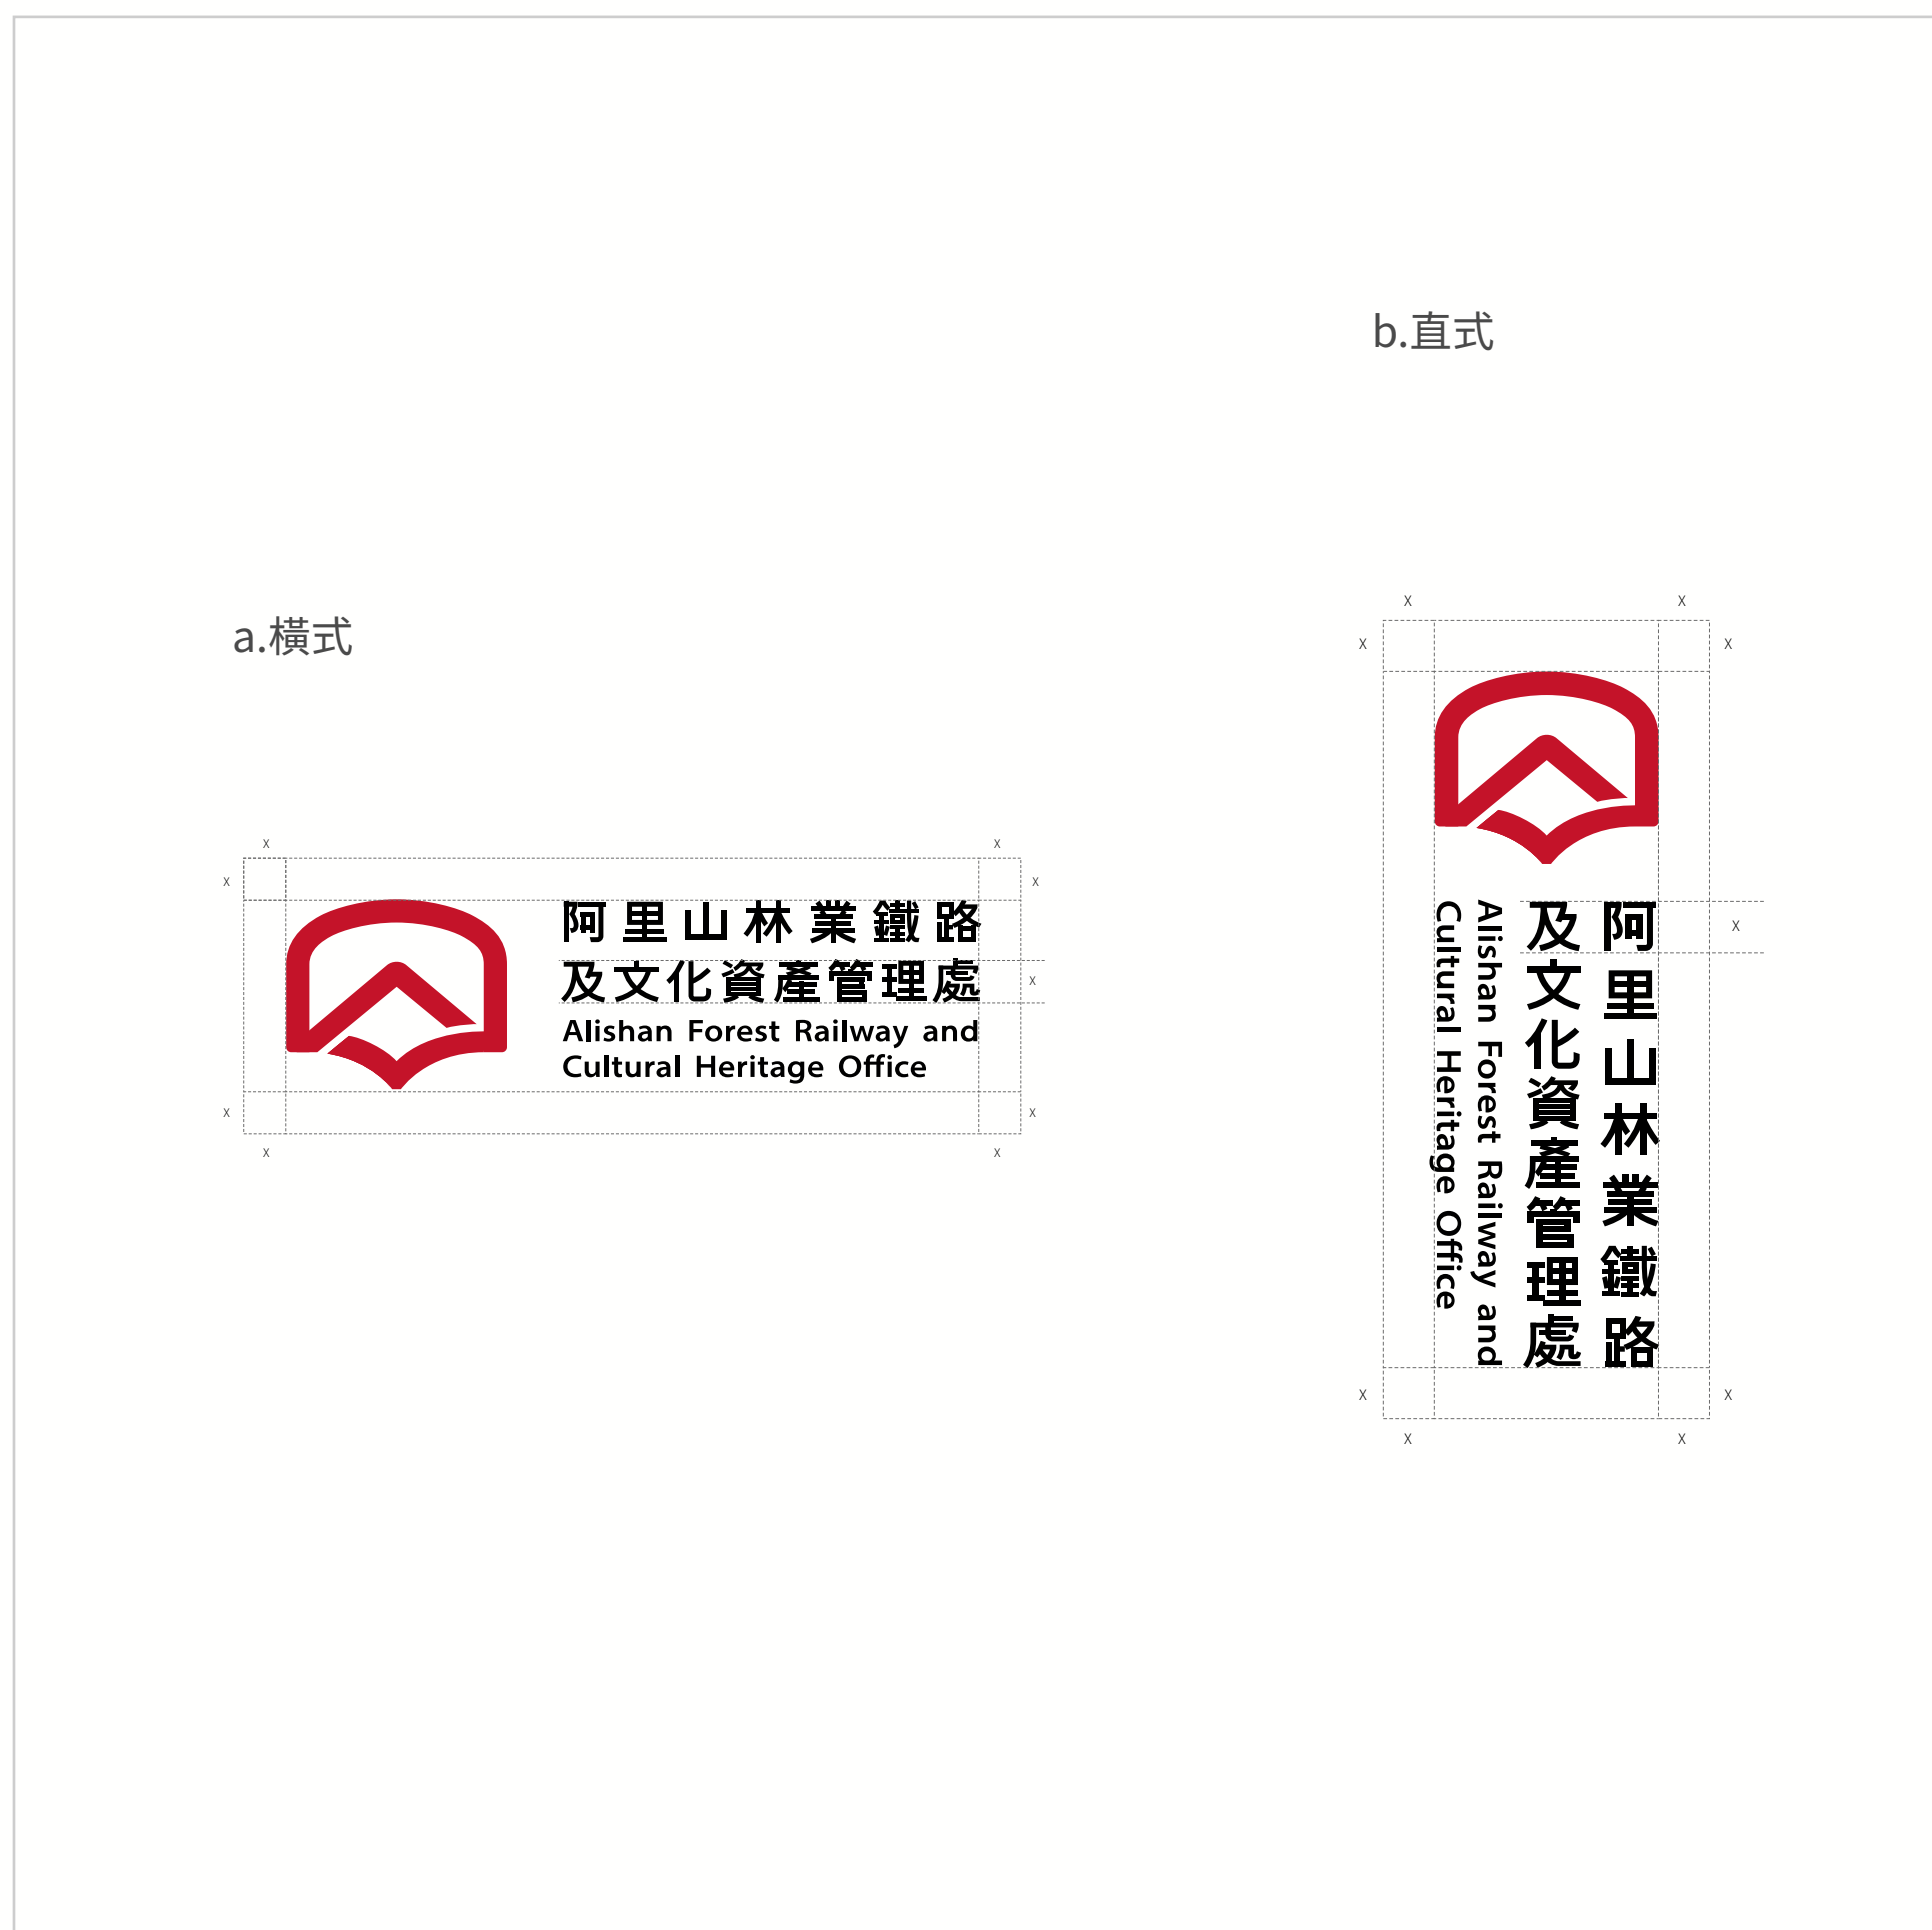 a.橫式
x x
x x
阿里山林業鐵路
及文化資產管理處
x
Alishan Forest Railway and
Cultural Heritage Office
x x
x x
b.直式
x x
x x
阿里山林業鐵路
及文化資產管理處
x
Alishan Forest Railway and
Cultural Heritage Office
x x
x x